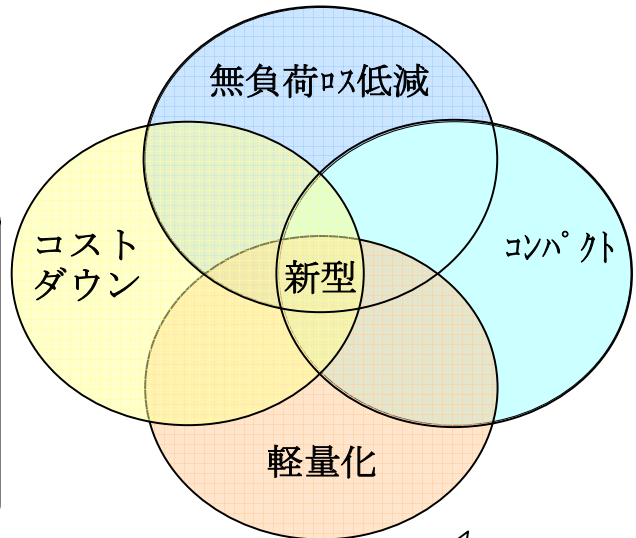 無負荷ﾛｽ低減
コスト
ダウン
ｺﾝﾊﾟｸﾄ
新型
軽量化